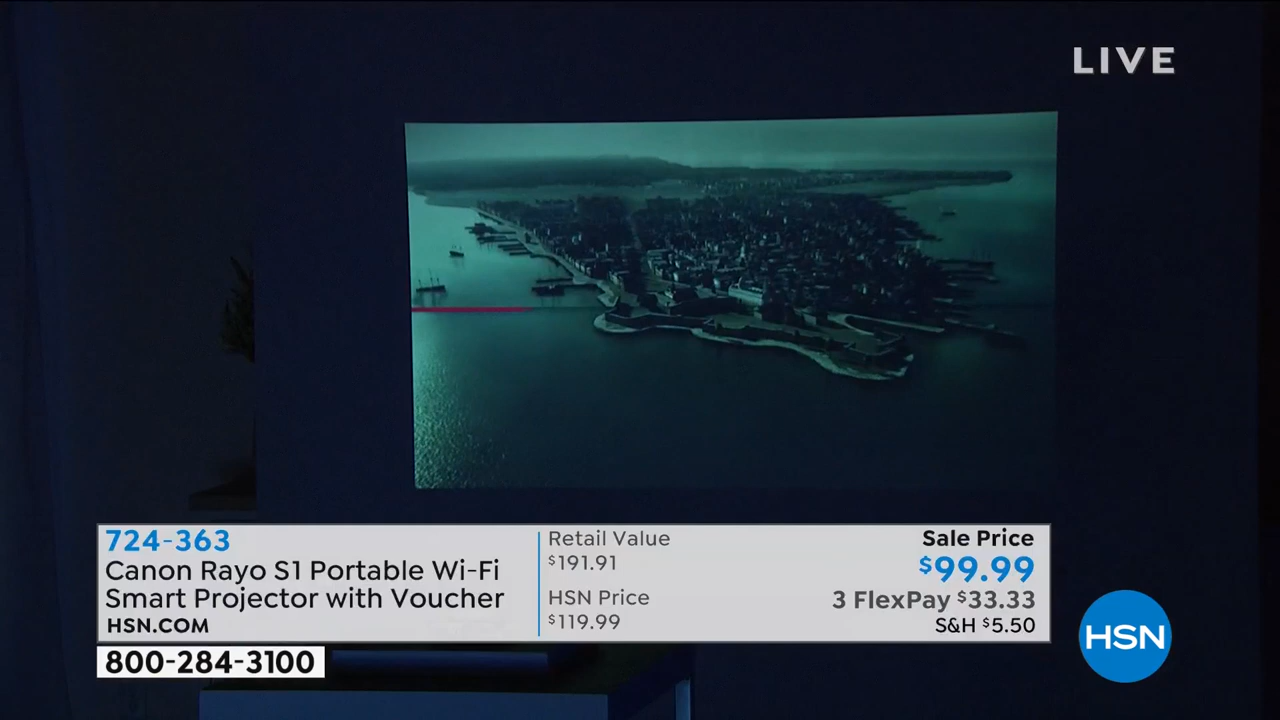 LIVE
724-363
Canon Rayo S1 Portable Wi-Fi
Smart Projector with Voucher
HSN.COM
Retail Value
$191.91
HSN Price
$119.99
Sale Price
$99.99
3 FlexPay $33.33
S&H $5.50
800-284-3100
HSN